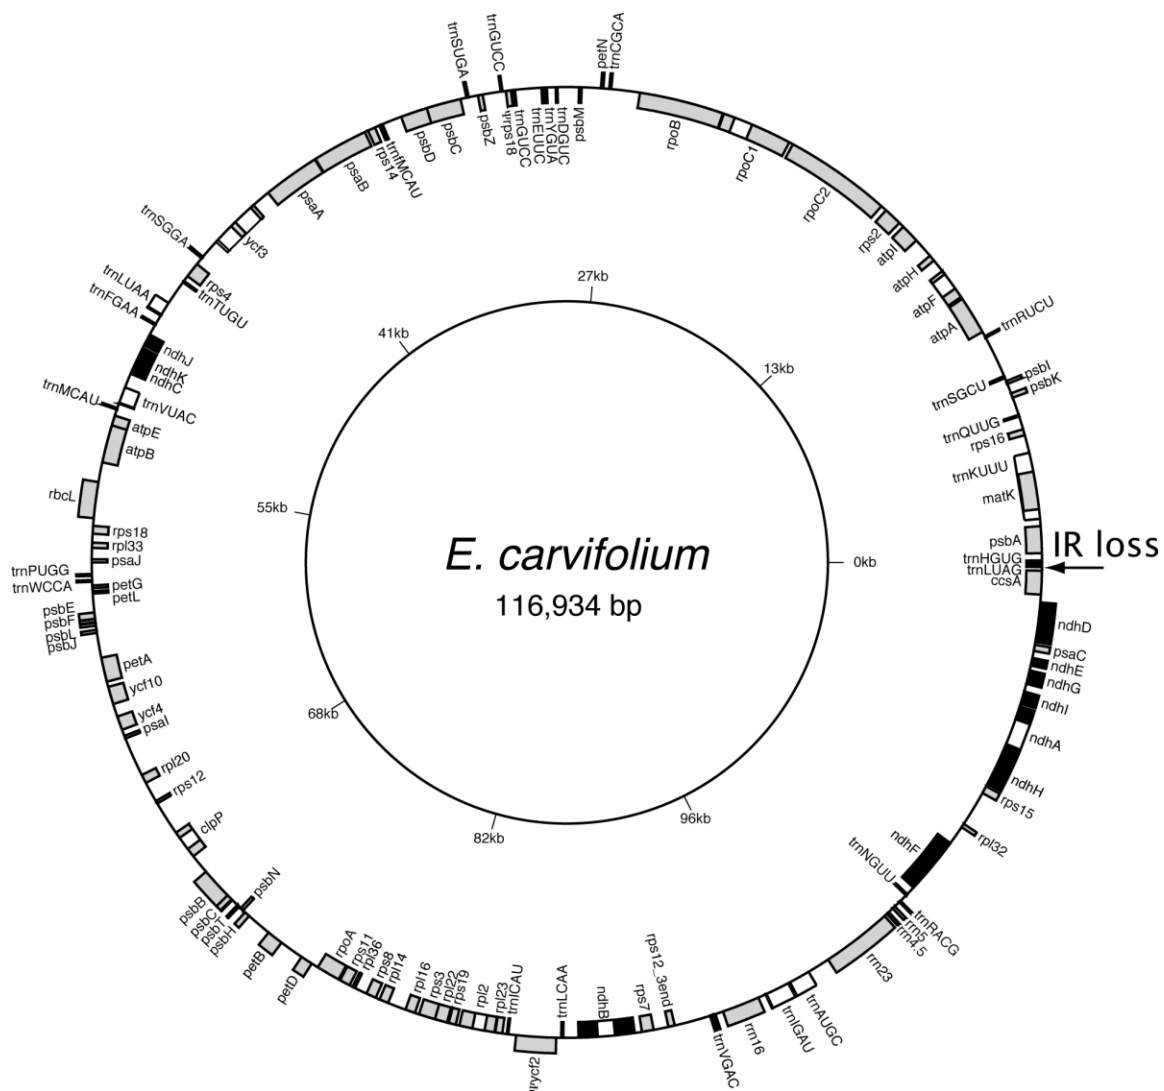 E. carvifolium
116,934 bp
0kb
13kb
27kb
41kb
55kb
68kb
82kb
96kb
IR loss
trnSUGA
trnGUCC
petN
trnCGCA
psbD
psbC
psbZ
ψrps18
trnGUCC
trnEUUC
trnYGUA
trnDGUC
psbM
rpoB
rpoC1
rpoC2
rps2
atpI
atpH
atpF
atpA
trnRUCU
trnSGCU
psbI
psbK
trnQUUG
rps16
trnKUUU
matK
psbA
trnHGUG
trnLUAG
ccsA
ndhD
psaC
ndhE
ndhG
ndhI
ndhA
ndhH
rps15
rpl32
ndhF
trnNGUU
trnRACG
rrn5
rrn4.5
rrn23
trnAUGC
trnIGAU
rrn16
trnVGAC
rps12_3end
rps7
ndhB
trnLCAA
ψycf2
trnICAU
rpl23
rpl2
rps19
rpl22
rps3
rpl16
rpl14
rps8
rpl36
rps11
rpoA
petD
petB
psbN
psbH
psbT
psbC
psbB
clpP
rps12
rpl20
psaI
ycf4
ycf10
petA
psbJ
psbL
psbF
psbE
petL
petG
trnWCCA
trnPUGG
psaJ
rpl33
rps18
rbcL
atpB
atpE
trnVUAC
trnMCAU
ndhC
ndhK
ndhJ
trnFGAA
trnLUAA
trnTUGU
rps4
trnSGGA
ycf3
psaA
psaB
rps14
trnfMCAU